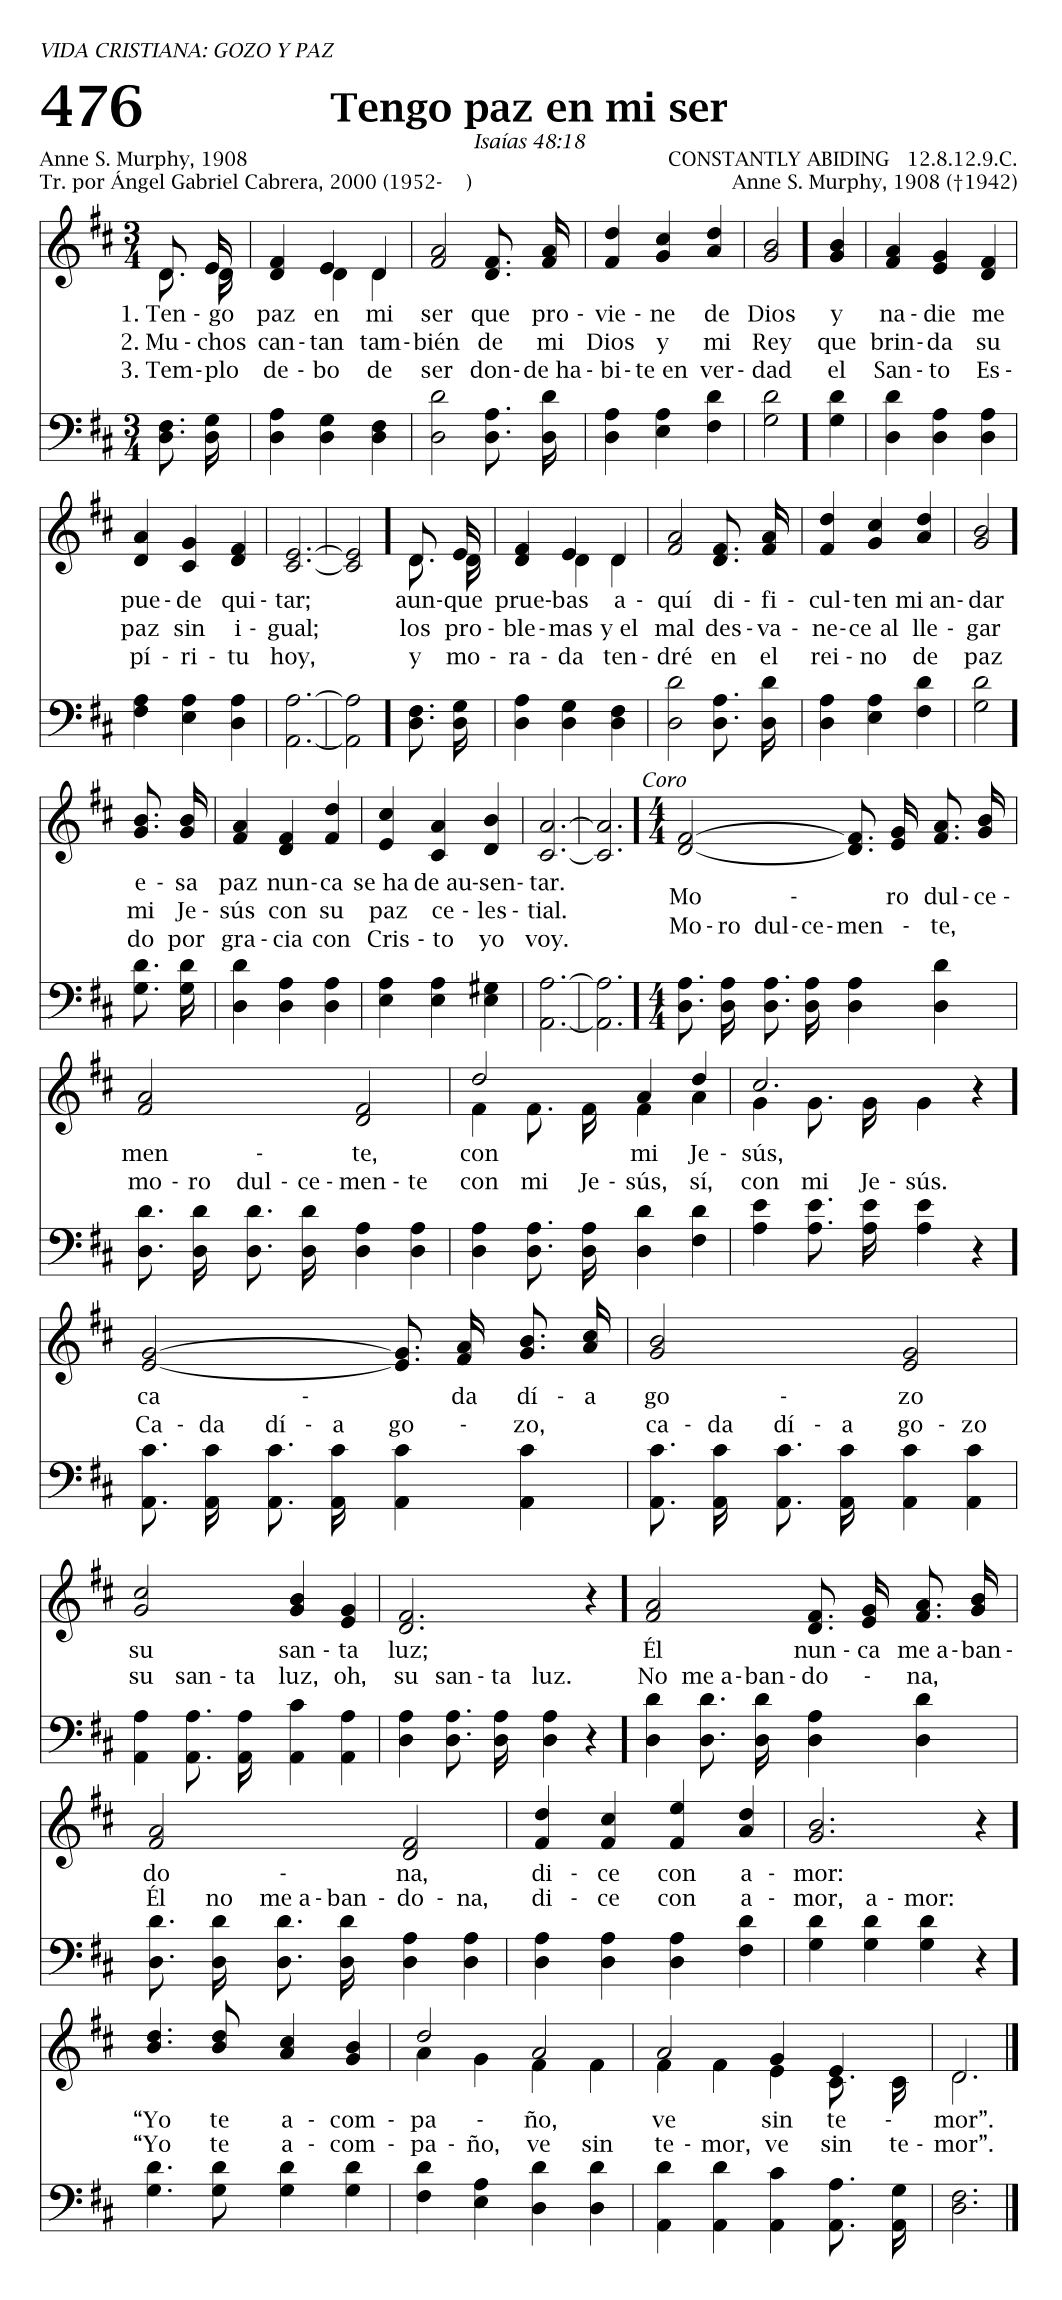 VIDA CRISTIANA: GOZO Y PAZ
476 Tengo paz en mi ser
Isaías 48:18
Anne S. Murphy, 1908 CONSTANTLY ABIDING 12.8.12.9.C.
Tr. por Ángel Gabriel Cabrera, 2000 (1952- ) Anne S. Murphy, 1908 (†1942)
3 4
1. Ten - go paz en mi ser que pro - vie - ne de Dios y na - die me
2. Mu - chos can - tan tam - bién de mi Dios y mi Rey que brin - da su
3. Tem - plo de - bo de ser don - de ha - bi - te en ver - dad el San - to Es -
3 4
pue - de qui - tar; aun - que prue - bas a - quí di - fi - cul - ten mi an - dar
paz sin i - gual; los pro - ble - mas y el mal des - va - ne - ce al lle - gar
pí - ri - tu hoy, y mo - ra - da ten - dré en el rei - no de paz
Coro
4 4
e - sa paz nun - ca se ha de au - sen - tar.
mi Je - sús con su paz ce - les - tial.
do por gra - cia con Cris - to yo voy.
Mo - ro dul - ce -
Mo - ro dul - ce - men - te,
4 4
men - te, con mi Je - sús,
mo - ro dul - ce - men - te con mi Je - sús, sí, con mi Je - sús.
ca - da dí - a go - zo
Ca - da dí - a go - zo, ca - da dí - a go - zo
su san - ta luz; Él nun - ca me a - ban -
su san - ta luz, oh, su san - ta luz. No me a - ban - do - na,
do - na, di - ce con a - mor:
Él no me a - ban - do - na, di - ce con a - mor, a - mor:
“Yo te a - com - pa - ño, ve sin te - mor”.
“Yo te a - com - pa - ño, ve sin te - mor, ve sin te - mor”.